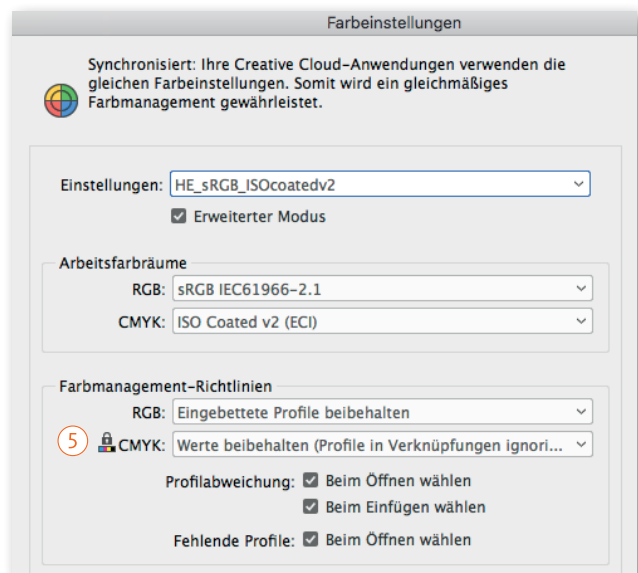 Farbeinstellungen
Synchronisiert: Ihre Creative Cloud-Anwendungen verwenden die
gleichen Farbeinstellungen. Somit wird ein gleichmäßiges
Farbmanagement gewährleistet.
Einstellungen: HE_sRGB_ISOcoatedv2
Erweiterter Modus
Arbeitsfarbräume
RGB: sRGB IEC61966-2.1
CMYK: ISO Coated v2 (ECI)
Farbmanagement-Richtlinien
RGB: Eingebettete Profile beibehalten
5 CMYK: Werte beibehalten (Profile in Verknüpfungen ignori...
Profilabweichung: Beim Öffnen wählen
Beim Einfügen wählen
Fehlende Profile: Beim Öffnen wählen